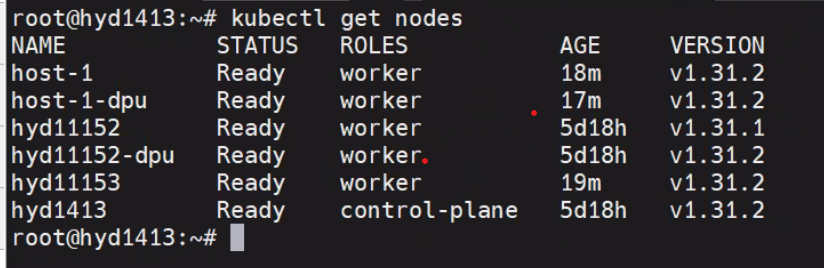 root@hyd1413:~# kubectl get nodes
NAME STATUS ROLES AGE VERSION
host-1 Ready worker 18m v1.31.2
host-1-dpu Ready worker 17m v1.31.2
hyd11152 Ready worker 5d18h v1.31.1
hyd11152-dpu Ready worker 5d18h v1.31.2
hyd11153 Ready worker 19m v1.31.2
hyd1413 Ready control-plane 5d18h v1.31.2
root@hyd1413:~#